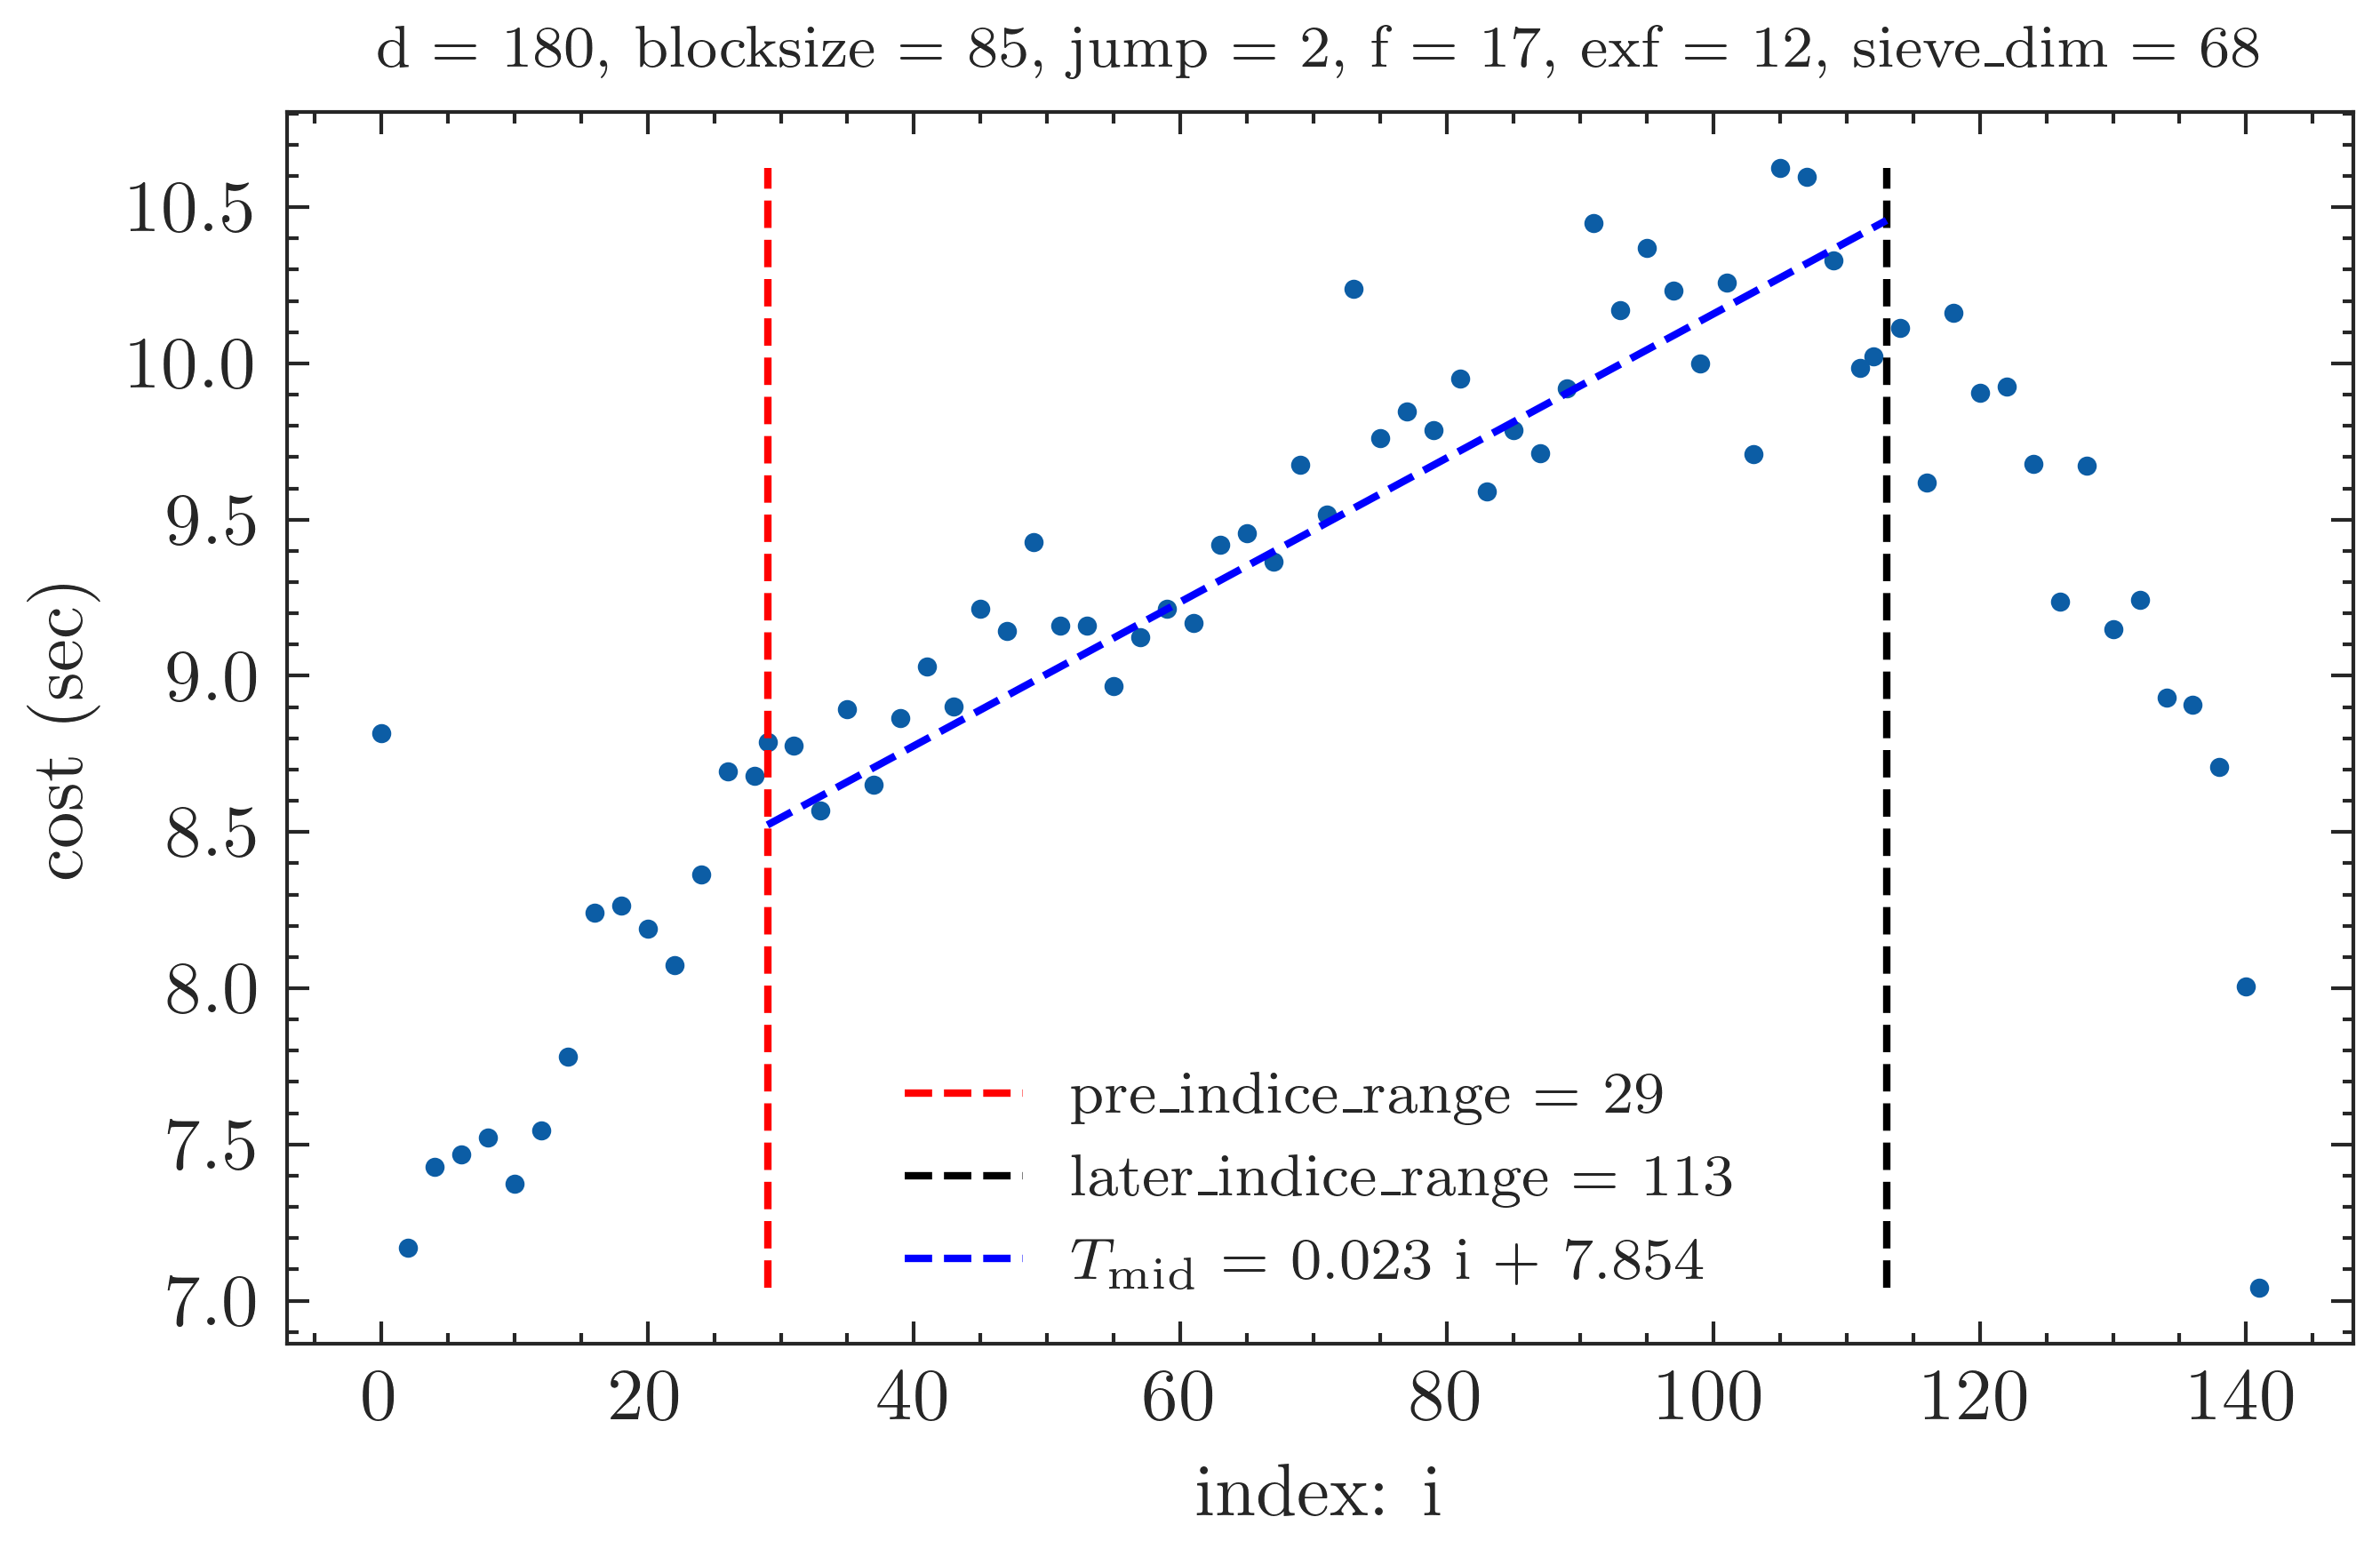 d = 180, blocksize = 85, jump = 2, f = 17, exf = 12, sieve_dim = 68
cost (sec)
10.5
10.0
9.5
9.0
8.5
8.0
7.5
7.0
pre_indice_range = 29
later_indice_range = 113
T_mid = 0.023 i + 7.854
0 20 40 60 80 100 120 140
index: i